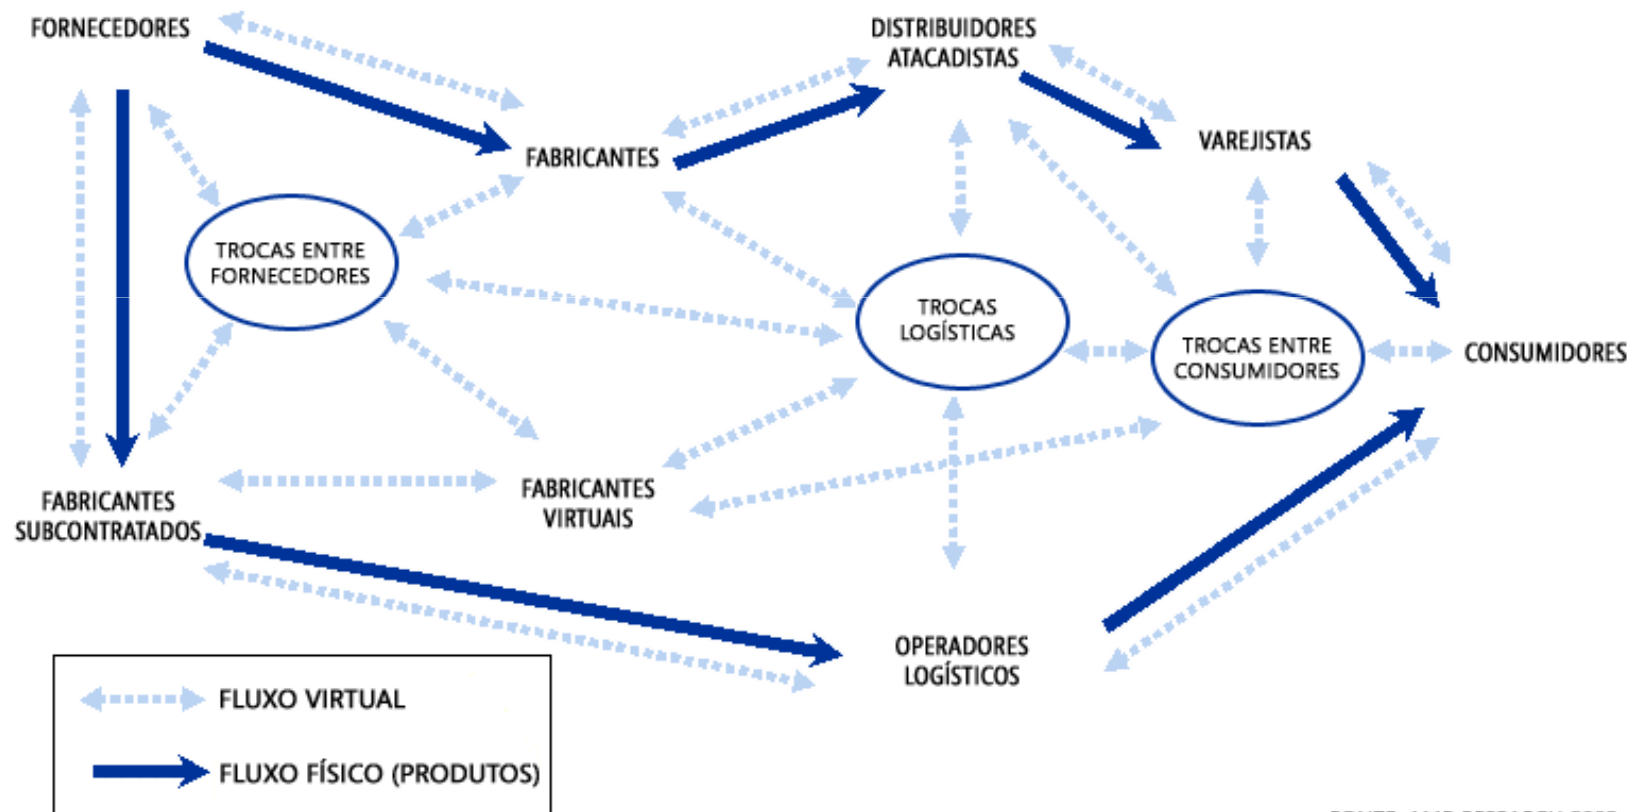 FORNECEDORES
DISTRIBUIDORES
ATACADISTAS
VAREJISTAS
FABRICANTES
TROCAS ENTRE
FORNECEDORES
TROCAS
LOGÍSTICAS
TROCAS ENTRE
CONSUMIDORES
CONSUMIDORES
FABRICANTES
SUBCONTRATADOS
FABRICANTES
VIRTUAIS
OPERADORES
LOGÍSTICOS
FLUXO VIRTUAL
FLUXO FÍSICO (PRODUTOS)